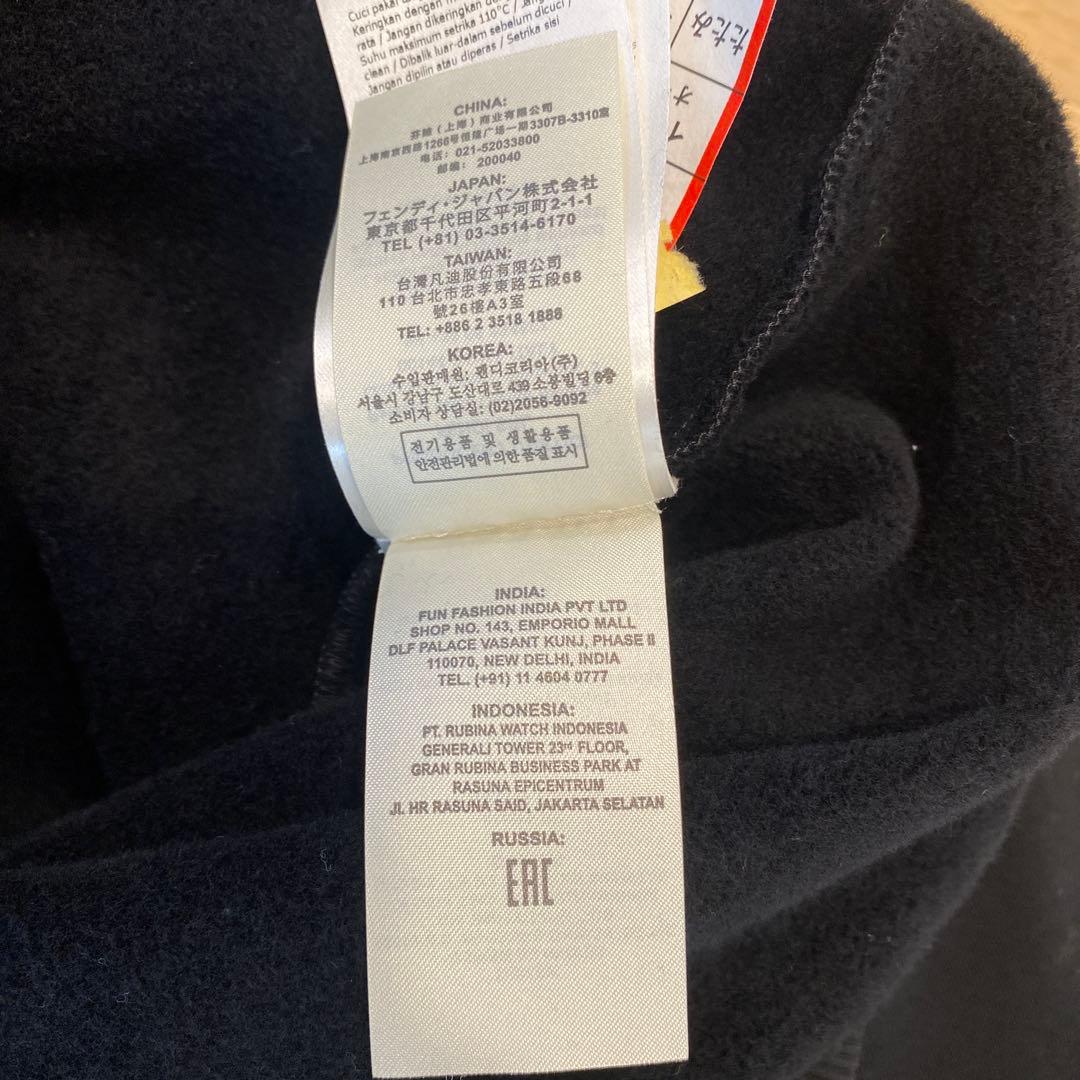 Cuci pakai
Keringkan dengan
rata / Jangan dikeringkan
Suhu maksimum setrika 110°C / Jang
clean / Dibalik luar-dalam sebelum dicuci /
Jangan dipilin atau diperas / Setrika sisi
たたみ
オ
イ
CHINA:
芬迪（上海）商业有限公司
上海南京西路1266号恒隆广场一期3307B-3310室
电话: 021-52033800
邮编: 200040
JAPAN:
フェンディ・ジャパン株式会社
東京都千代田区平河町2-1-1
TEL (+81) 03-3514-6170
TAIWAN:
台灣凡迪股份有限公司
110 台北市忠孝東路五段68
號26樓A3室
TEL: +886 2 3518 1888
KOREA:
수입판매원: 펜디코리아(주)
서울시 강남구 도산대로 439 소봉빌딩 6층
소비자 상담실: (02)2056-9092
전기용품 및 생활용품
안전관리법에 의한 품질 표시
INDIA:
FUN FASHION INDIA PVT LTD
SHOP NO. 143, EMPORIO MALL
DLF PALACE VASANT KUNJ, PHASE II
110070, NEW DELHI, INDIA
TEL. (+91) 11 4604 0777
INDONESIA:
PT. RUBINA WATCH INDONESIA
GENERALI TOWER 23rd FLOOR,
GRAN RUBINA BUSINESS PARK AT
RASUNA EPICENTRUM
Jl. HR RASUNA SAID, JAKARTA SELATAN
RUSSIA:
EAC